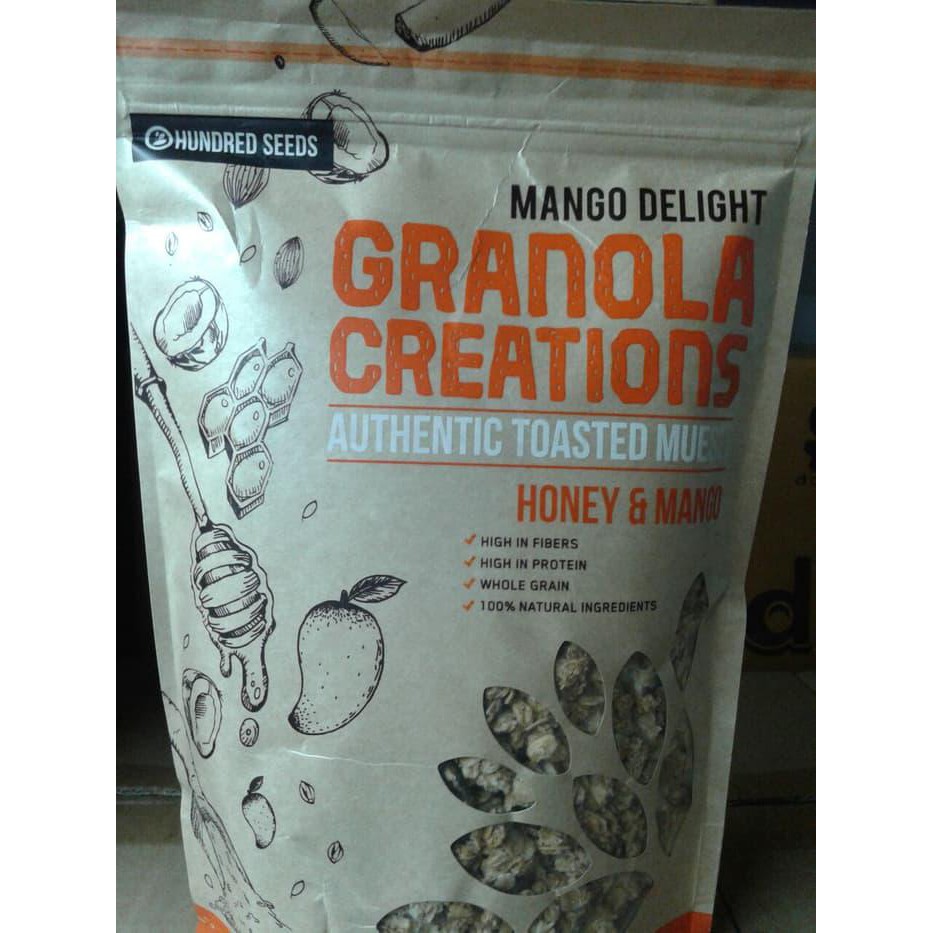 HUNDRED SEEDS
MANGO DELIGHT
GRANOLA
CREATIONS
AUTHENTIC TOASTED
HONEY & MANGO
HIGH IN FIBERS
HIGH IN PROTEIN
WHOLE GRAIN
100% NATURAL INGREDIENTS